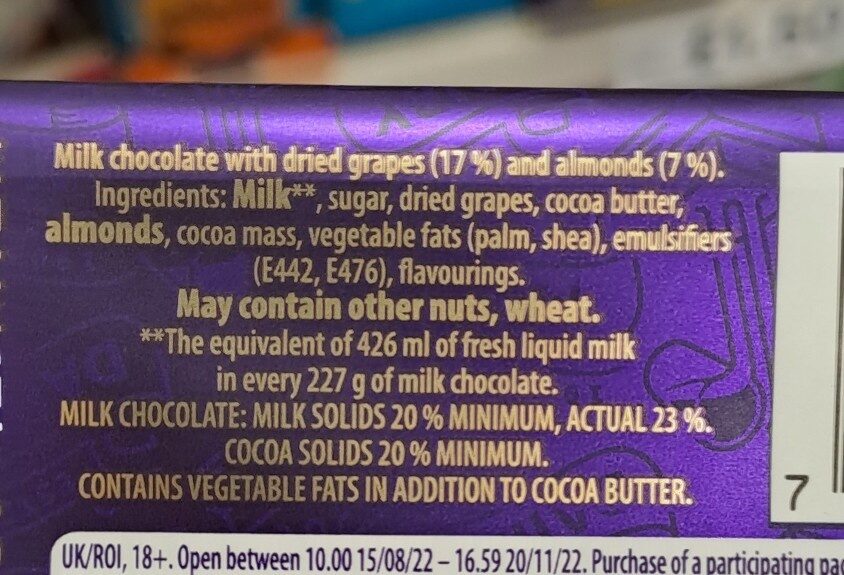 Milk chocolate with dried grapes (17 %) and almonds (7 %).
Ingredients: Milk**, sugar, dried grapes, cocoa butter,
almonds, cocoa mass, vegetable fats (palm, shea), emulsifiers
(E442, E476), flavourings.
May contain other nuts, wheat.
**The equivalent of 426 ml of fresh liquid milk
in every 227 g of milk chocolate.
MILK CHOCOLATE: MILK SOLIDS 20 % MINIMUM, ACTUAL 23 %.
COCOA SOLIDS 20 % MINIMUM.
CONTAINS VEGETABLE FATS IN ADDITION TO COCOA BUTTER.
7
UK/ROI, 18+. Open between 10.00 15/08/22 – 16.59 20/11/22. Purchase of a participating